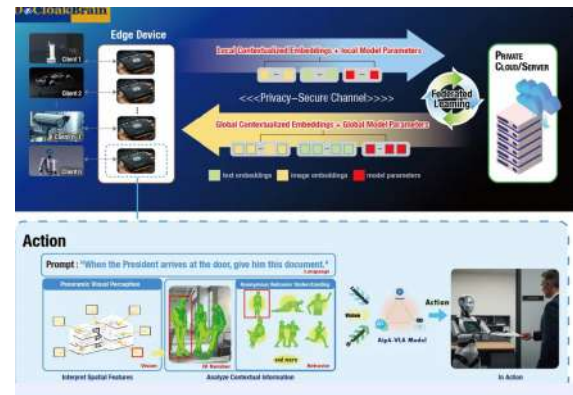 CloakBrain
Edge Device
Client 1
Client 2
Client n
Local Contextualized Embeddings + local Model Parameters
<<<Privacy-Secure Channel>>>>
Global Contextualized Embeddings + Global Model Parameters
text embeddings
image embeddings
model parameters
Federated
Learning
PRIVATE
CLOUD/SERVER
Action
Prompt : "When the President arrives at the door, give him this document."
Language
Panoramic Visual Perception
Vision
Interpret Spatial Features
Anonymous Behavior Understanding
and more
Behavior
Analyze Contextual Information
Vision
Model
Action
In Action